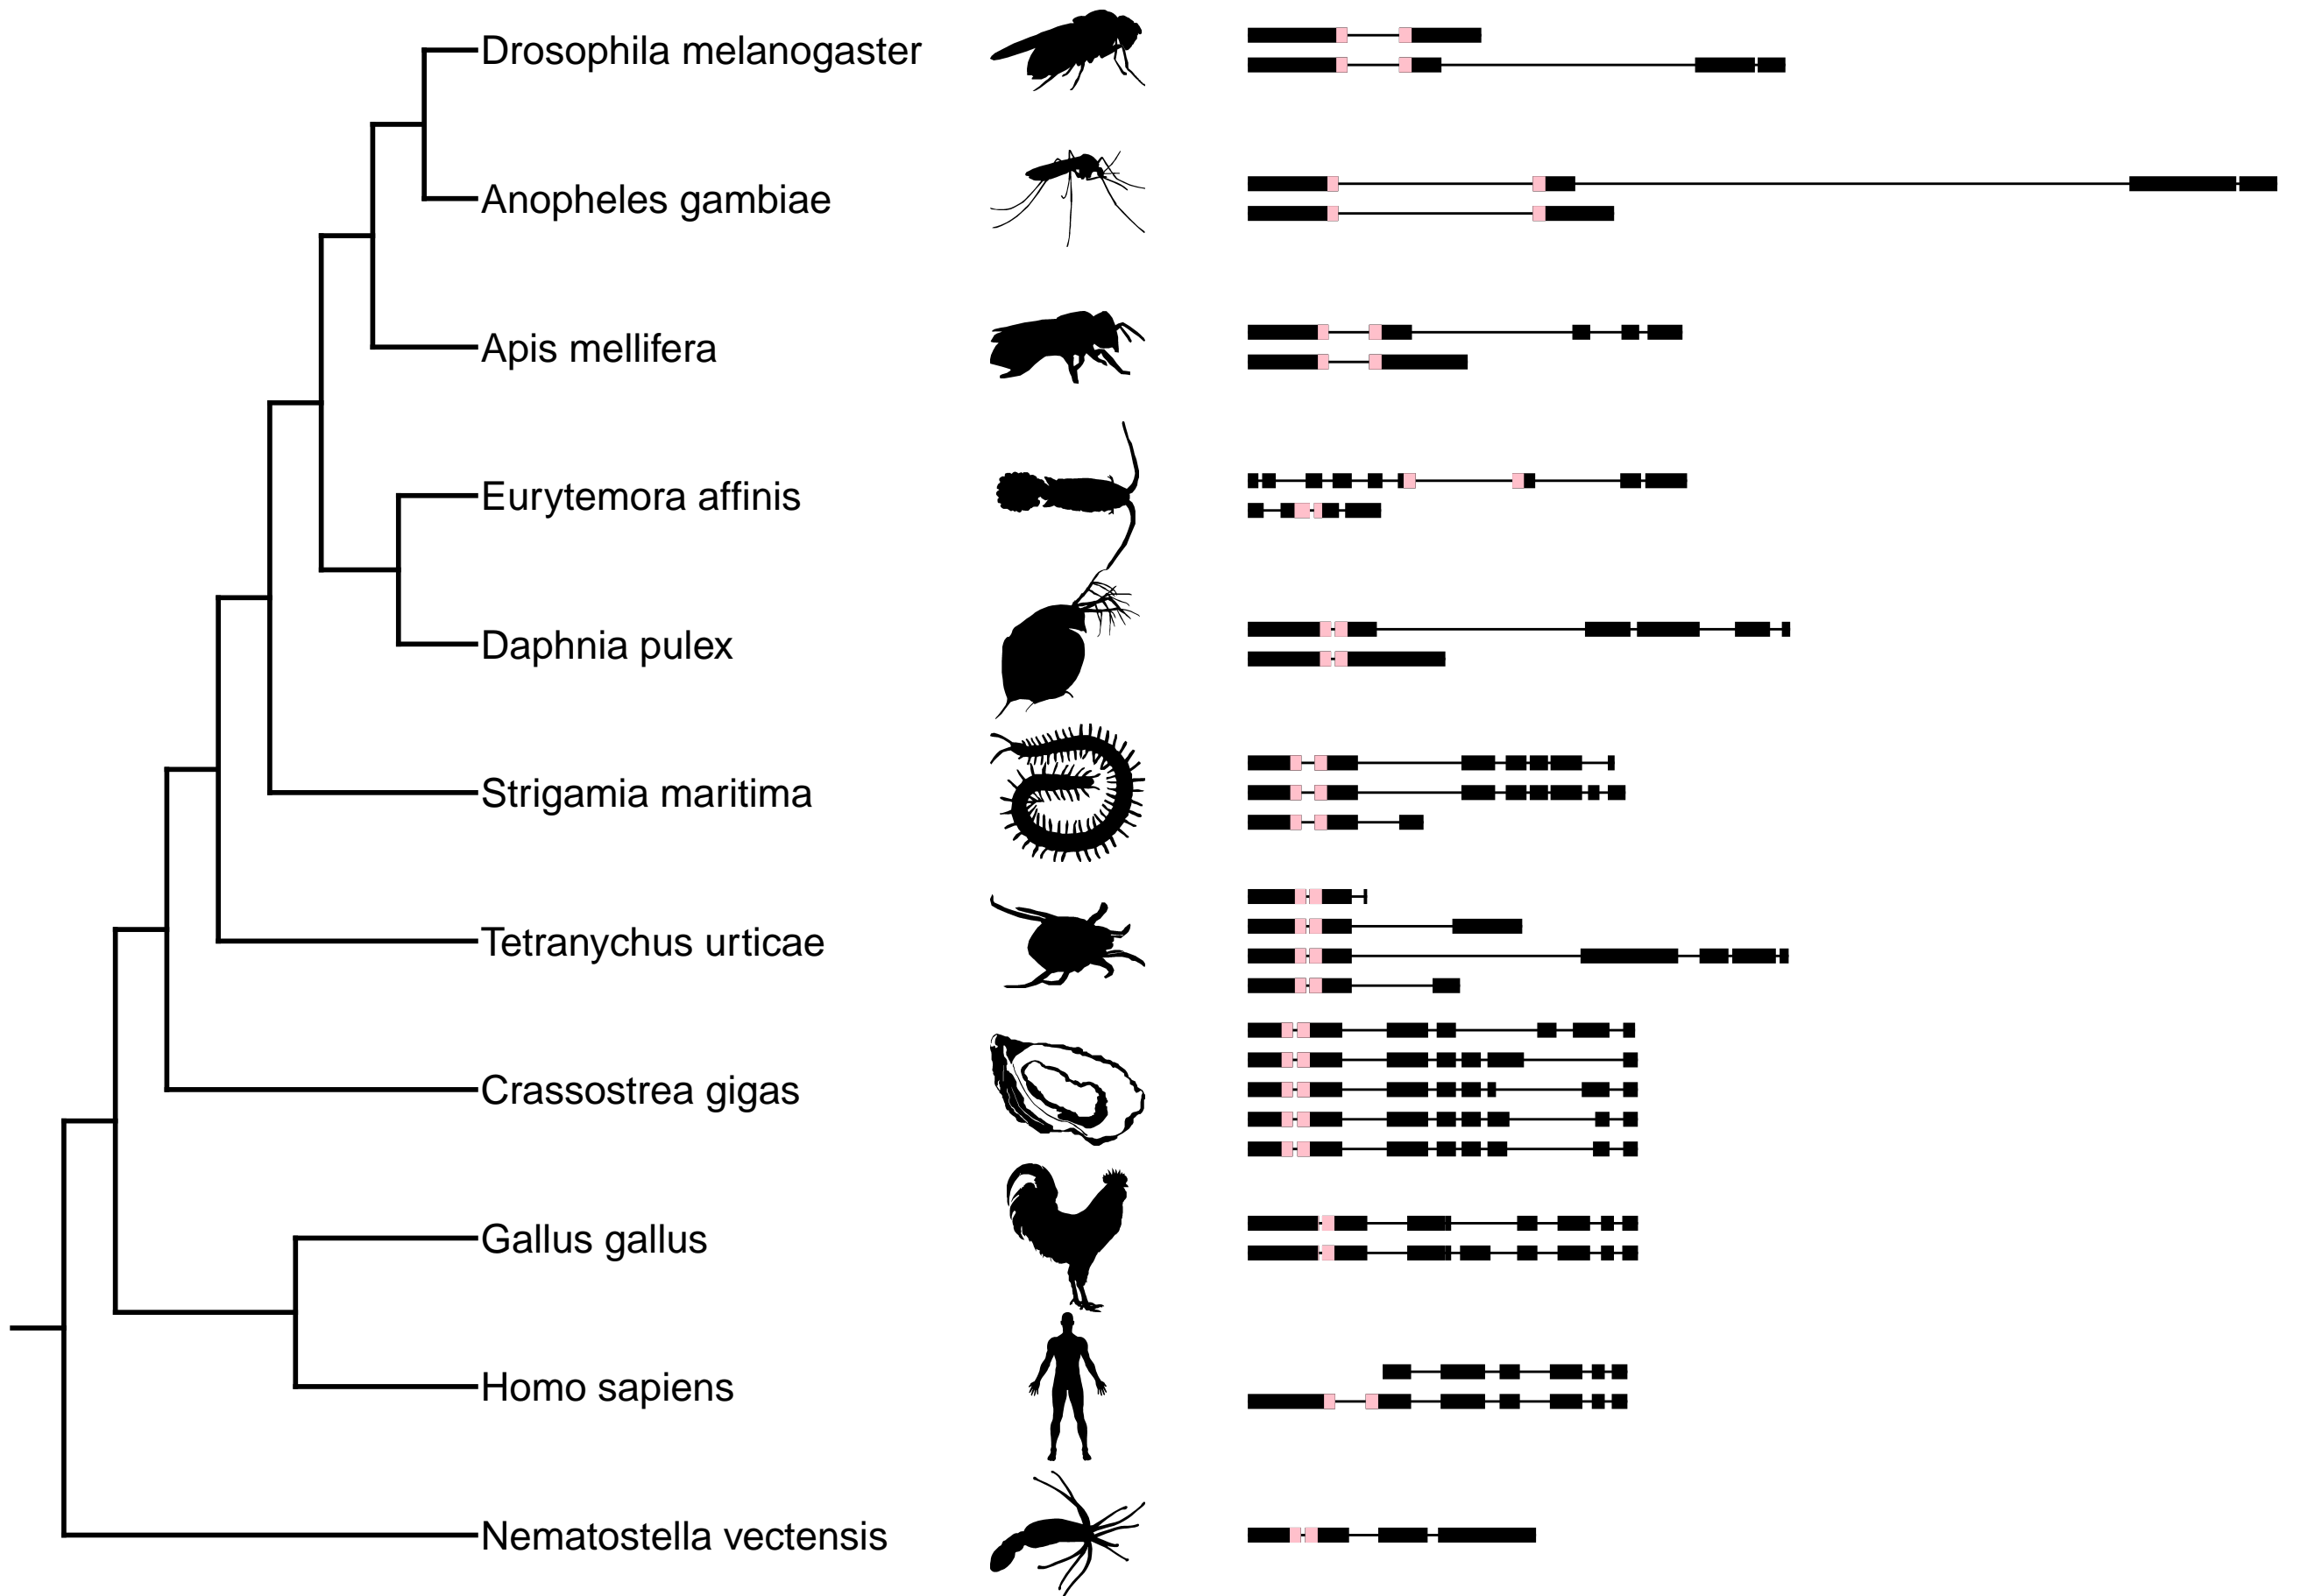 Drosophila melanogaster
Anopheles gambiae
Apis mellifera
Eurytemora affinis
Daphnia pulex
Strigamia maritima
Tetranychus urticae
Crassostrea gigas
Gallus gallus
Homo sapiens
Nematostella vectensis